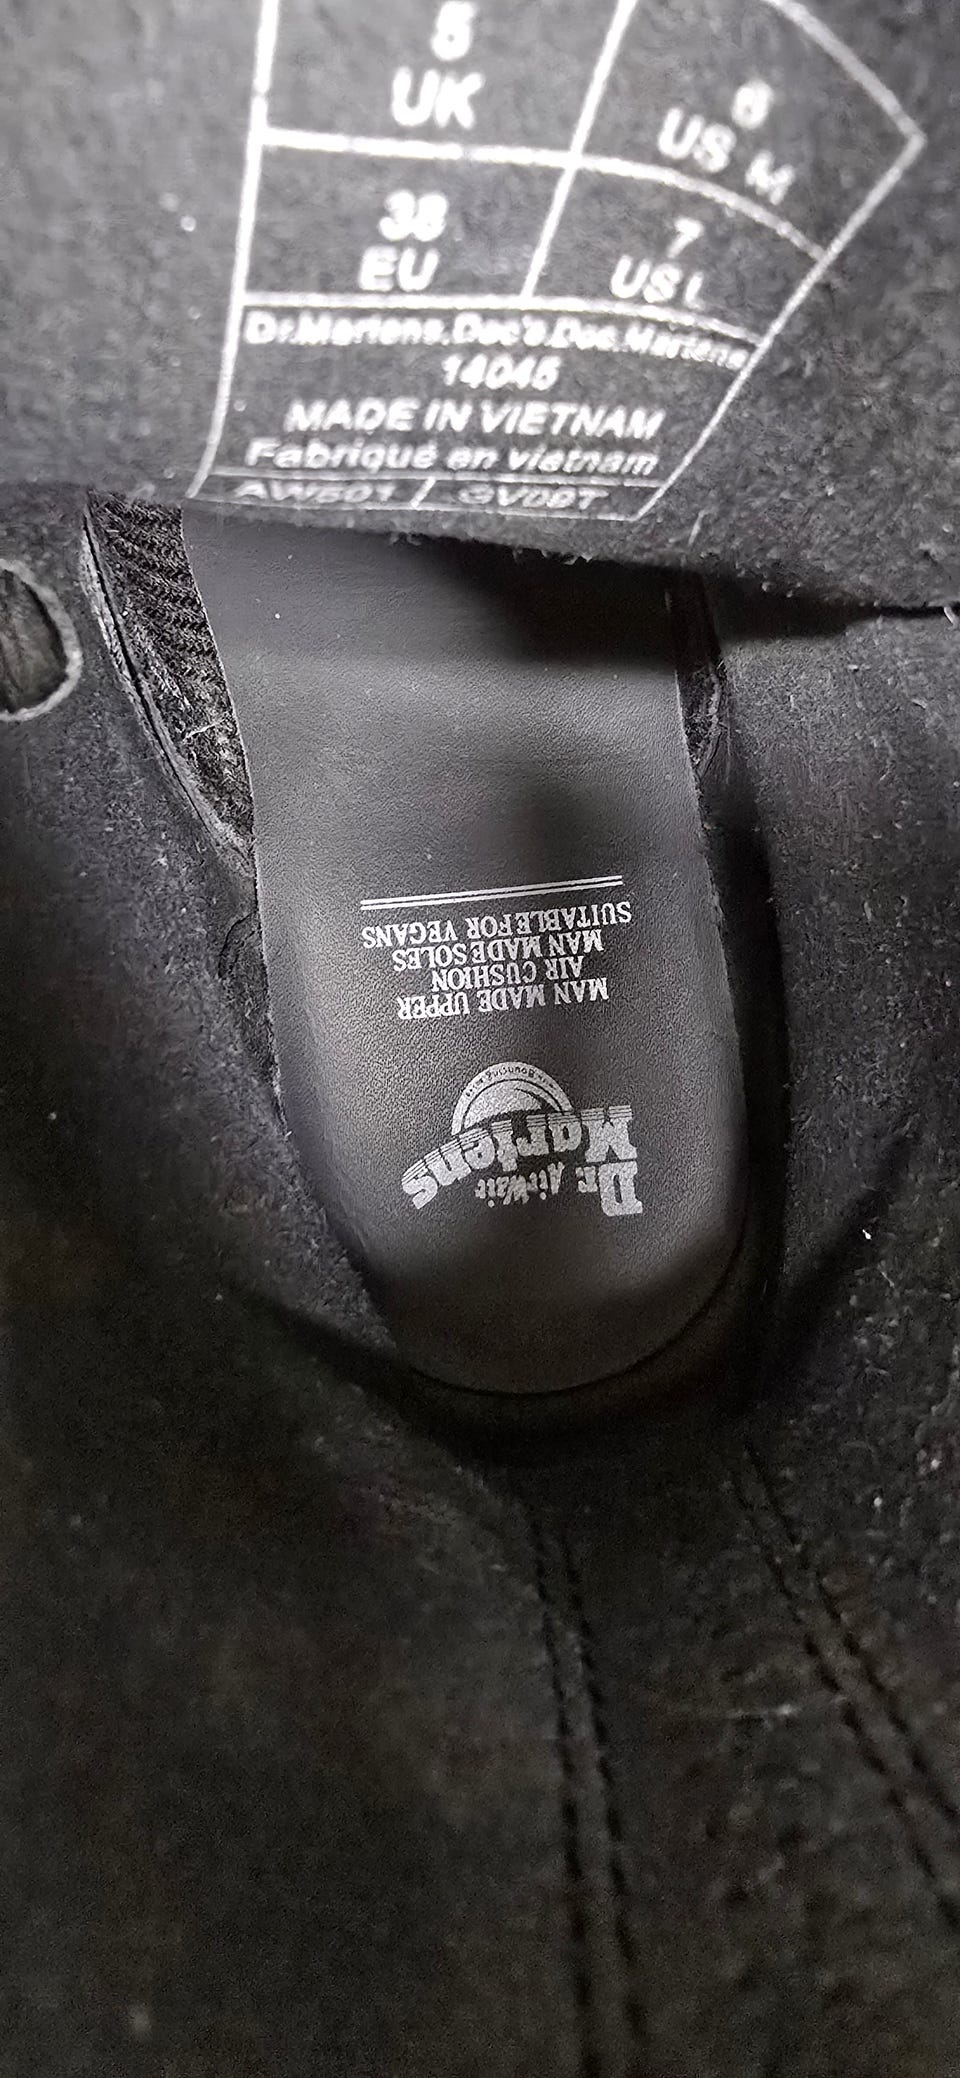 5
UK
6
US M
38
EU
7
US L
Dr.Martens.Doc's.Doc.Martens
14045
MADE IN VIETNAM
Fabriqué en vietnam
AW501 GV09T
Dr. Martens
AirWair
MAN MADE UPPER
AIR CUSHION
MAN MADE SOLES
SUITABLE FOR VEGANS